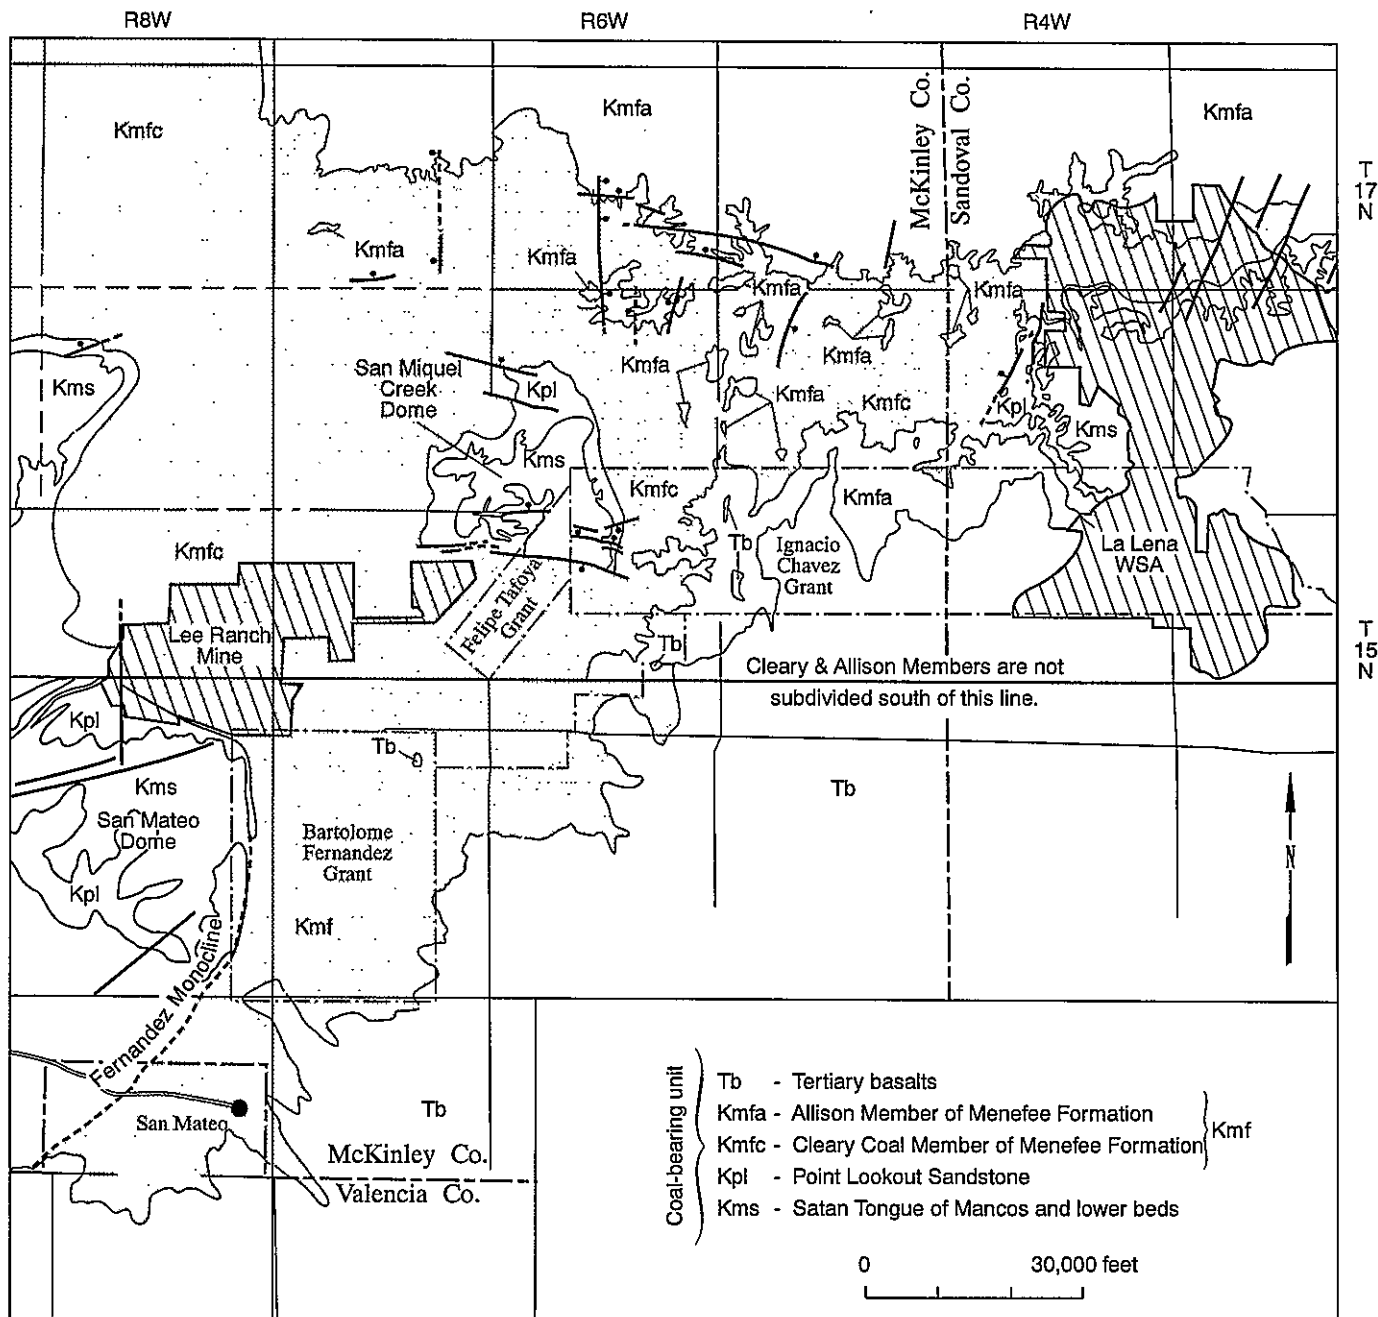 R8W
R6W
R4W
Kmfc
Kmfa
McKinley Co.
Sandoval Co.
Kmfa
T
17
N
Kmfa
Kmfa
Kmfa
Kmfa
Kms
San Miquel
Creek
Dome
Kpl
Kmfa
Kmfa
Kmfa
Kmfc
Kpl
Kms
Kms
Kmfc
Kmfa
Kmfc
Tb
Ignacio
Chavez
Grant
La Lena
WSA
Felipe Tafoya
Grant
Lee Ranch
Mine
Tb
T
15
N
Cleary & Allison Members are not
subdivided south of this line.
Kpl
Tb
Kms
Tb
San Mateo
Dome
Bartolome
Fernandez
Grant
Kpl
Kmf
N
Fernandez Monocline
San Mateo
Tb
McKinley Co.
Valencia Co.
Coal-bearing unit
Tb - Tertiary basalts
Kmfa - Allison Member of Menefee Formation
Kmfc - Cleary Coal Member of Menefee Formation
Kmf
Kpl - Point Lookout Sandstone
Kms - Satan Tongue of Mancos and lower beds
0 30,000 feet